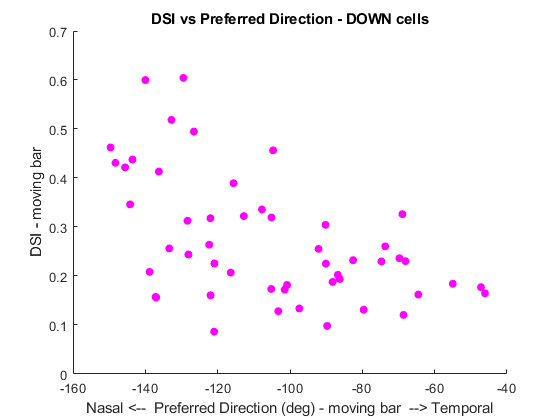 DSI vs Preferred Direction - DOWN cells
0.7
0.6
0.5
0.4
0.3
0.2
0.1
0
DSI - moving bar
-160 -140 -120 -100 -80 -60 -40
Nasal <-- Preferred Direction (deg) - moving bar --> Temporal